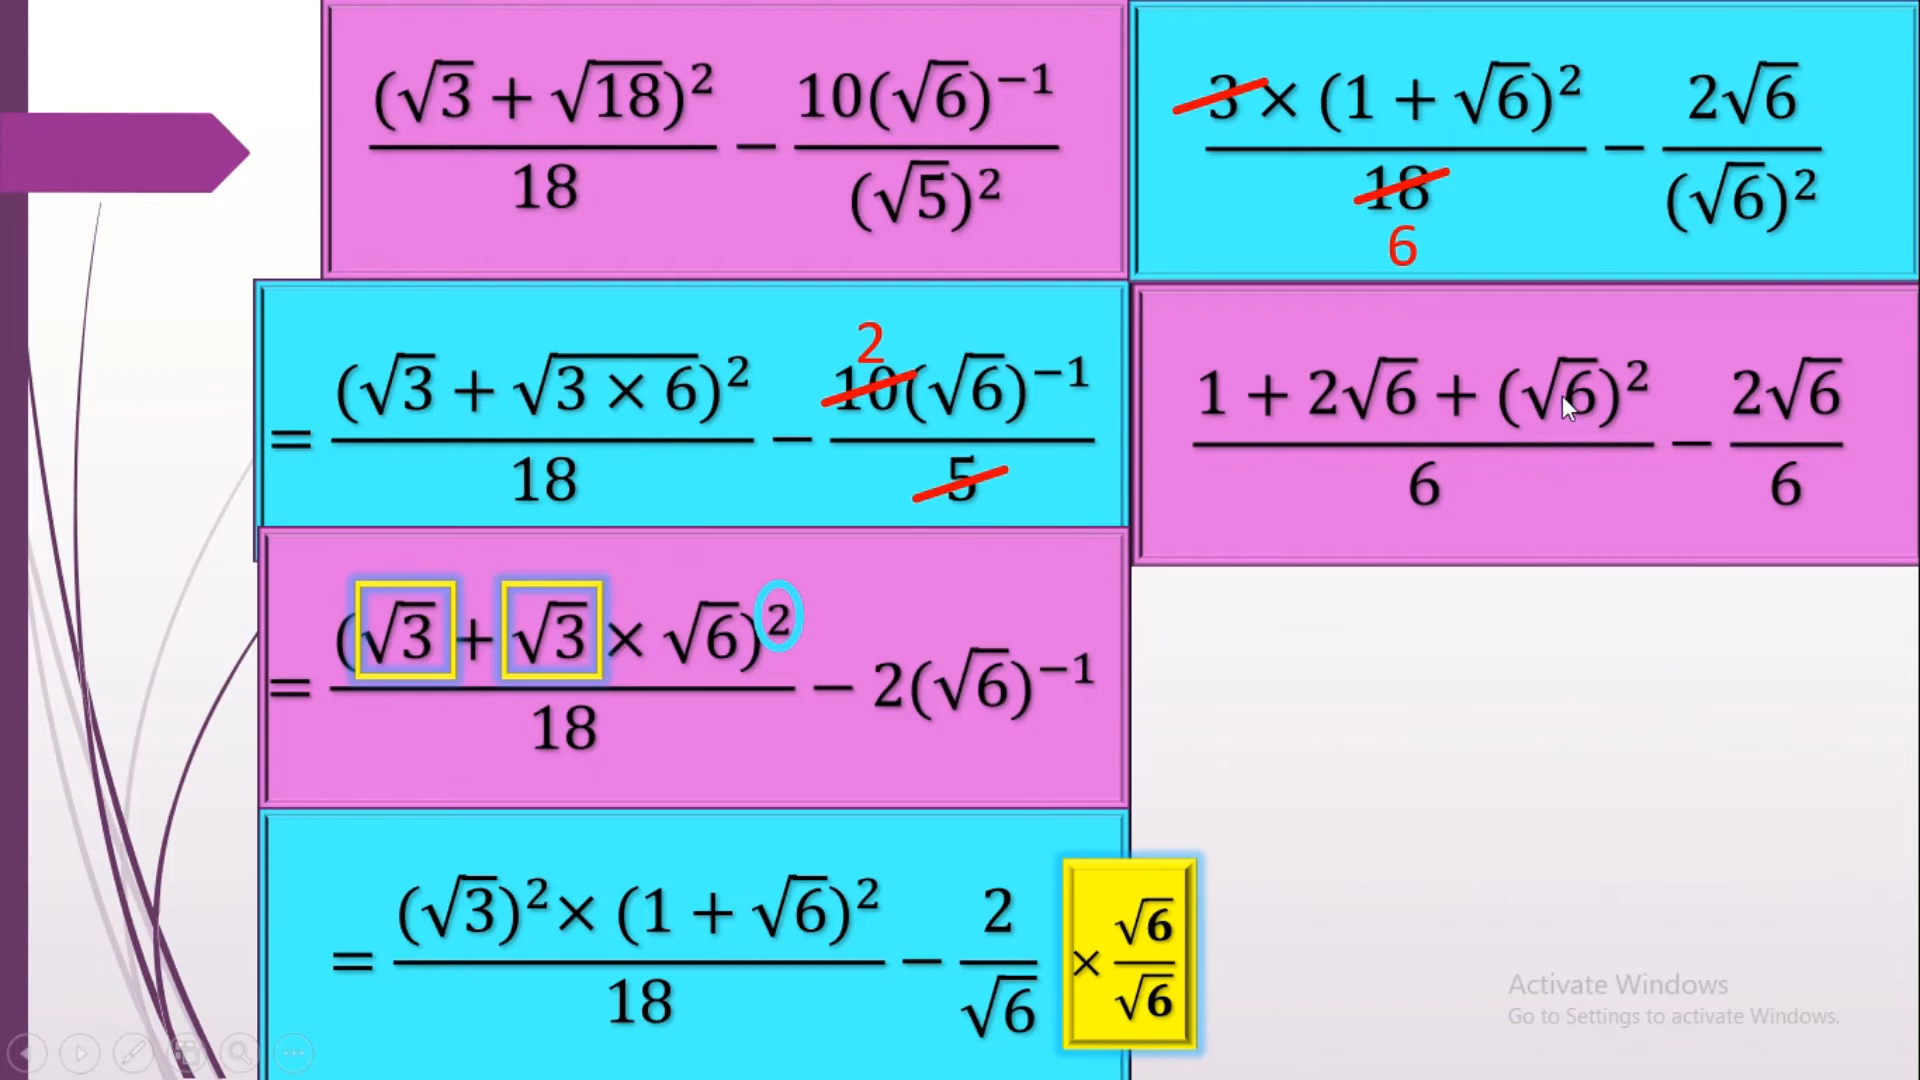 (√3 + √18)² / 18 − 10(√6)⁻¹ / (√5)²
= (√3 + √3 × 6)² / 18 − 10(√6)⁻¹ / 5
2
= (√3 + √3 × √6)² / 18 − 2(√6)⁻¹
= (√3)² × (1 + √6)² / 18 − 2 / √6 × √6 / √6
3 × (1 + √6)² / 18 − 2√6 / (√6)²
6
1 + 2√6 + (√6)² / 6 − 2√6 / 6
Activate Windows
Go to Settings to activate Windows.